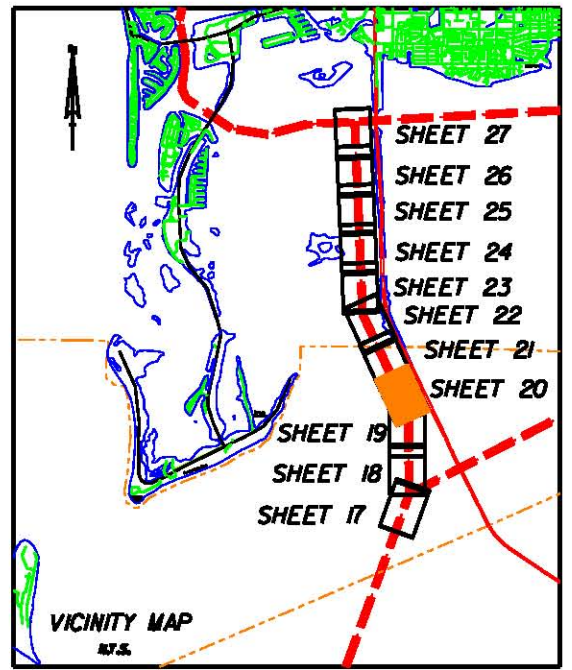 SHEET 27
SHEET 26
SHEET 25
SHEET 24
SHEET 23
SHEET 22
SHEET 21
SHEET 20
SHEET 19
SHEET 18
SHEET 17
VICINITY MAP
N.T.S.